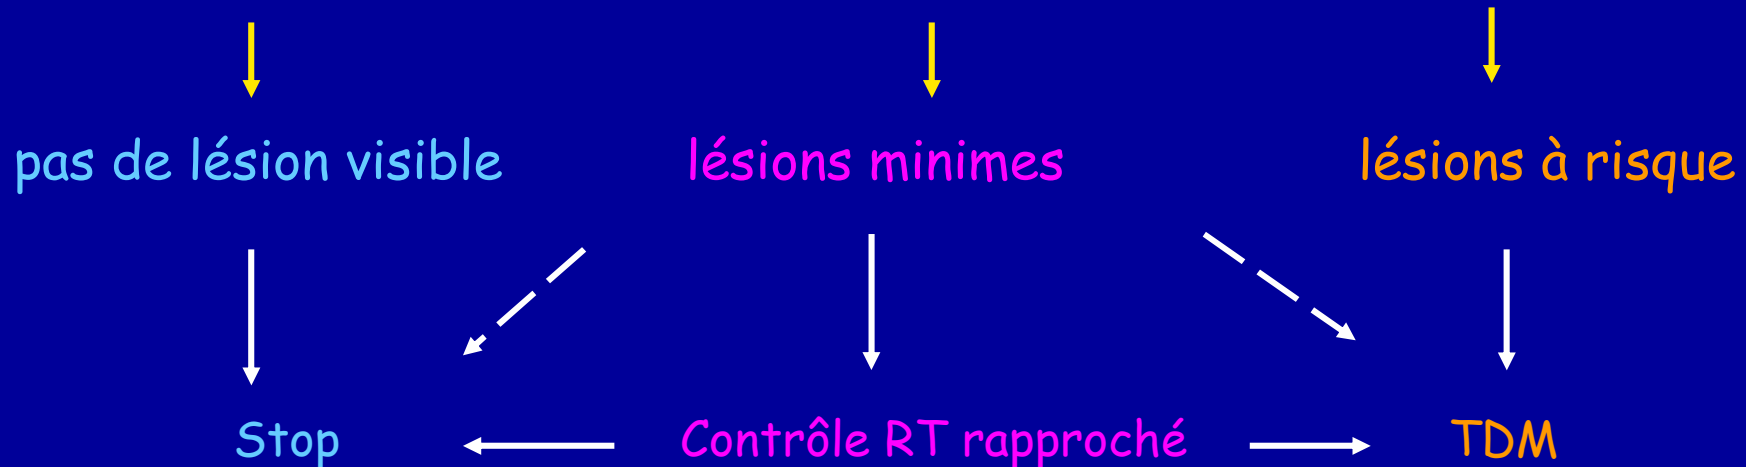 pas de lésion visible
lésions minimes
lésions à risque
Stop
Contrôle RT rapproché
TDM